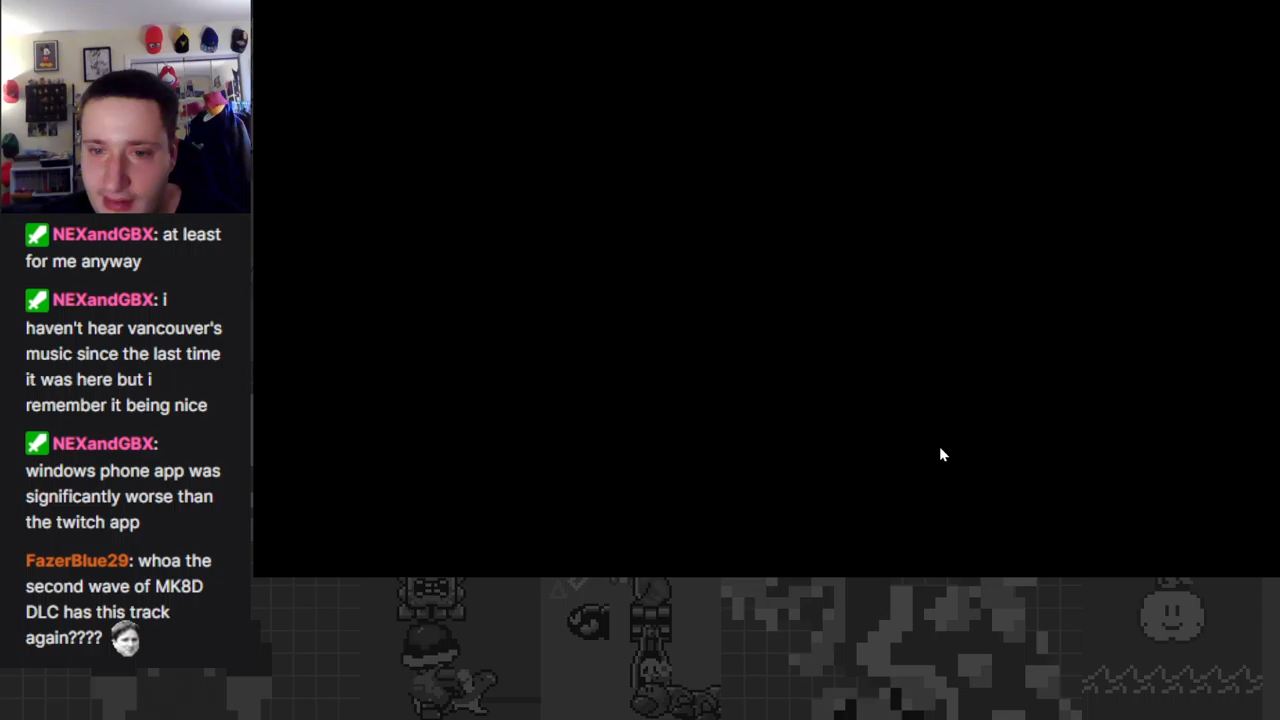 NEXandGBX: at least
for me anyway
NEXandGBX: i
haven't hear vancouver's
music since the last time
it was here but i
remember it being nice
NEXandGBX:
windows phone app was
significantly worse than
the twitch app
FazerBlue29: whoa the
second wave of MK8D
DLC has this track
again????